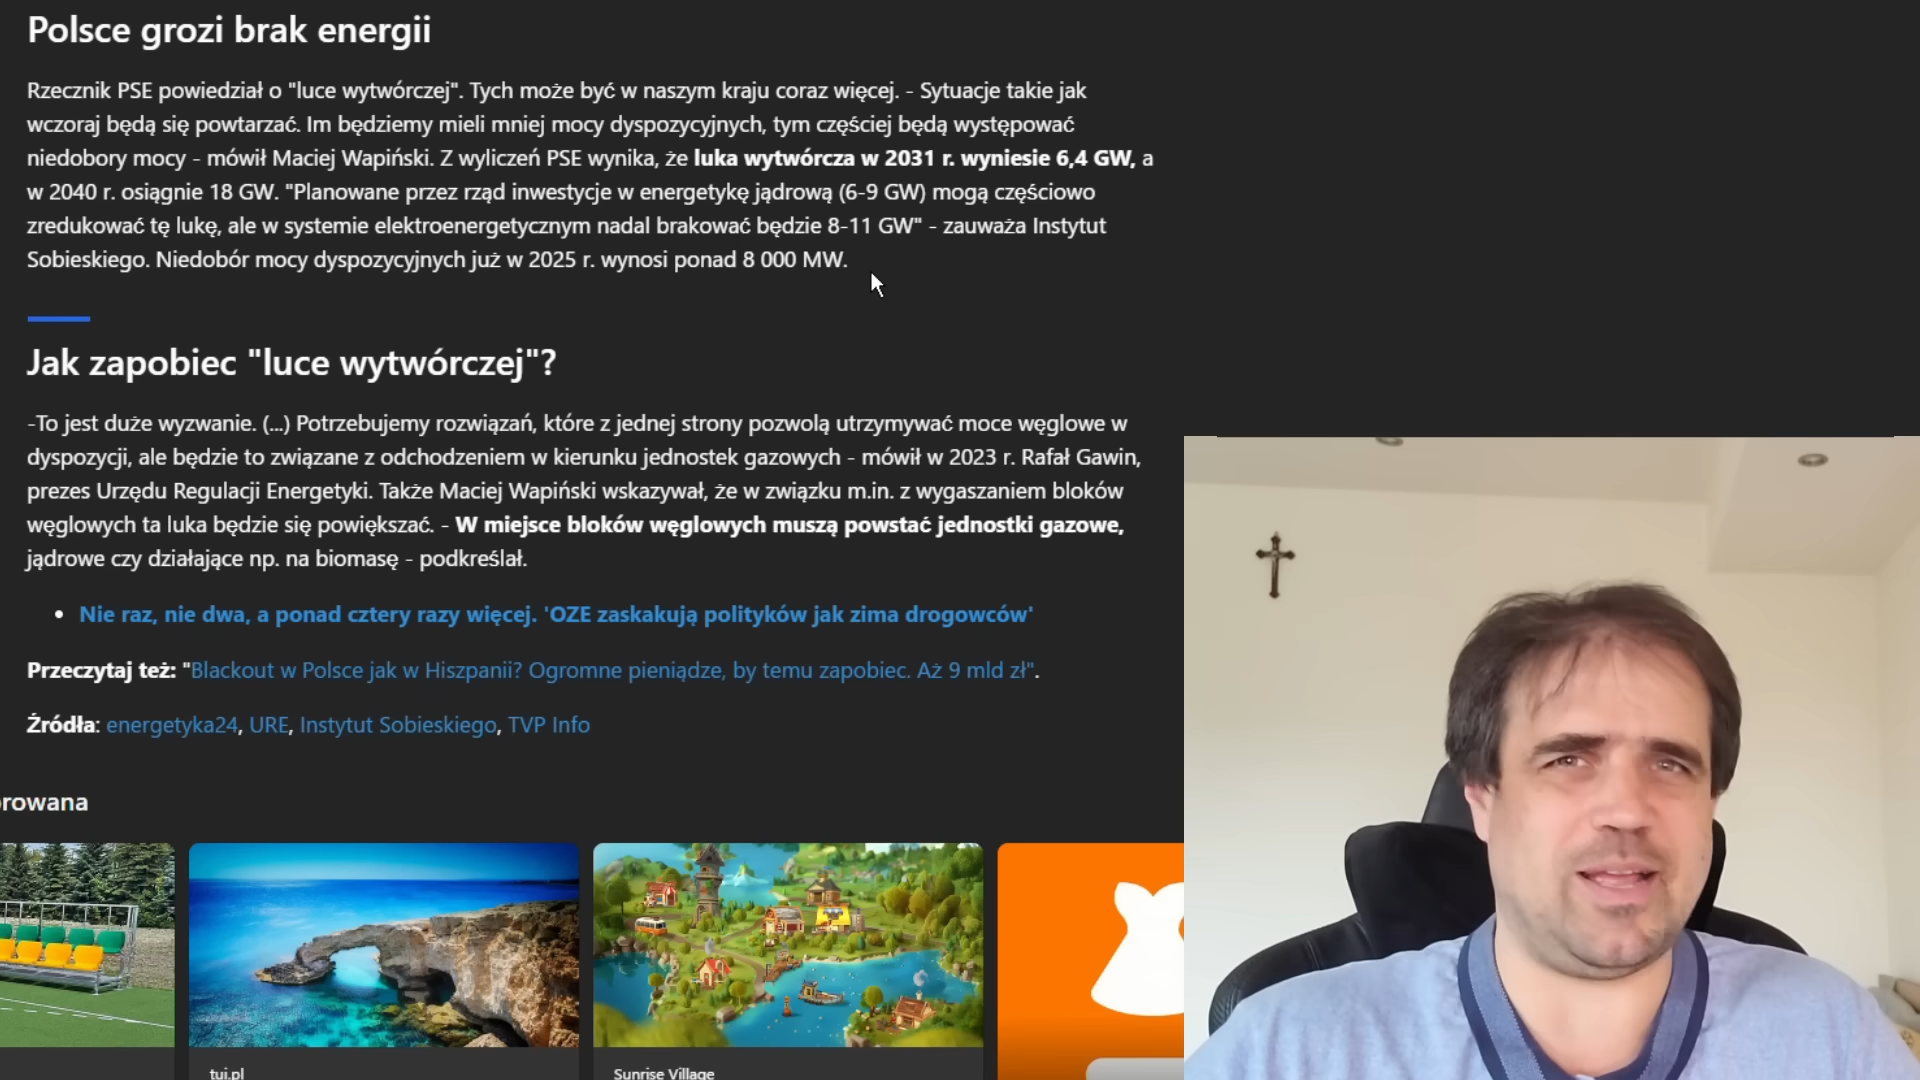 Polsce grozi brak energii
Rzecznik PSE powiedział o "luce wytwórczej". Tych może być w naszym kraju coraz więcej. - Sytuacje takie jak
wczoraj będą się powtarzać. Im będziemy mieli mniej mocy dyspozycyjnych, tym częściej będą występować
niedobory mocy - mówił Maciej Wapiński. Z wyliczeń PSE wynika, że luka wytwórcza w 2031 r. wyniesie 6,4 GW, a
w 2040 r. osiągnie 18 GW. "Planowane przez rząd inwestycje w energetykę jądrową (6-9 GW) mogą częściowo
zredukować tę lukę, ale w systemie elektroenergetycznym nadal brakować będzie 8-11 GW" - zauważa Instytut
Sobieskiego. Niedobór mocy dyspozycyjnych już w 2025 r. wynosi ponad 8 000 MW.
Jak zapobiec "luce wytwórczej"?
-To jest duże wyzwanie. (...) Potrzebujemy rozwiązań, które z jednej strony pozwolą utrzymywać moce węglowe w
dyspozycji, ale będzie to związane z odchodzeniem w kierunku jednostek gazowych - mówił w 2023 r. Rafał Gawin,
prezes Urzędu Regulacji Energetyki. Także Maciej Wapiński wskazywał, że w związku m.in. z wygaszaniem bloków
węglowych ta luka będzie się powiększać. - W miejsce bloków węglowych muszą powstać jednostki gazowe,
jądrowe czy działające np. na biomasę - podkreślał.
• Nie raz, nie dwa, a ponad cztery razy więcej. 'OZE zaskakują polityków jak zima drogowców'
Przeczytaj też: "Blackout w Polsce jak w Hiszpanii? Ogromne pieniądze, by temu zapobiec. Aż 9 mld zł".
Źródła: energetyka24, URE, Instytut Sobieskiego, TVP Info
orowana
tui.pl
Sunrise Village